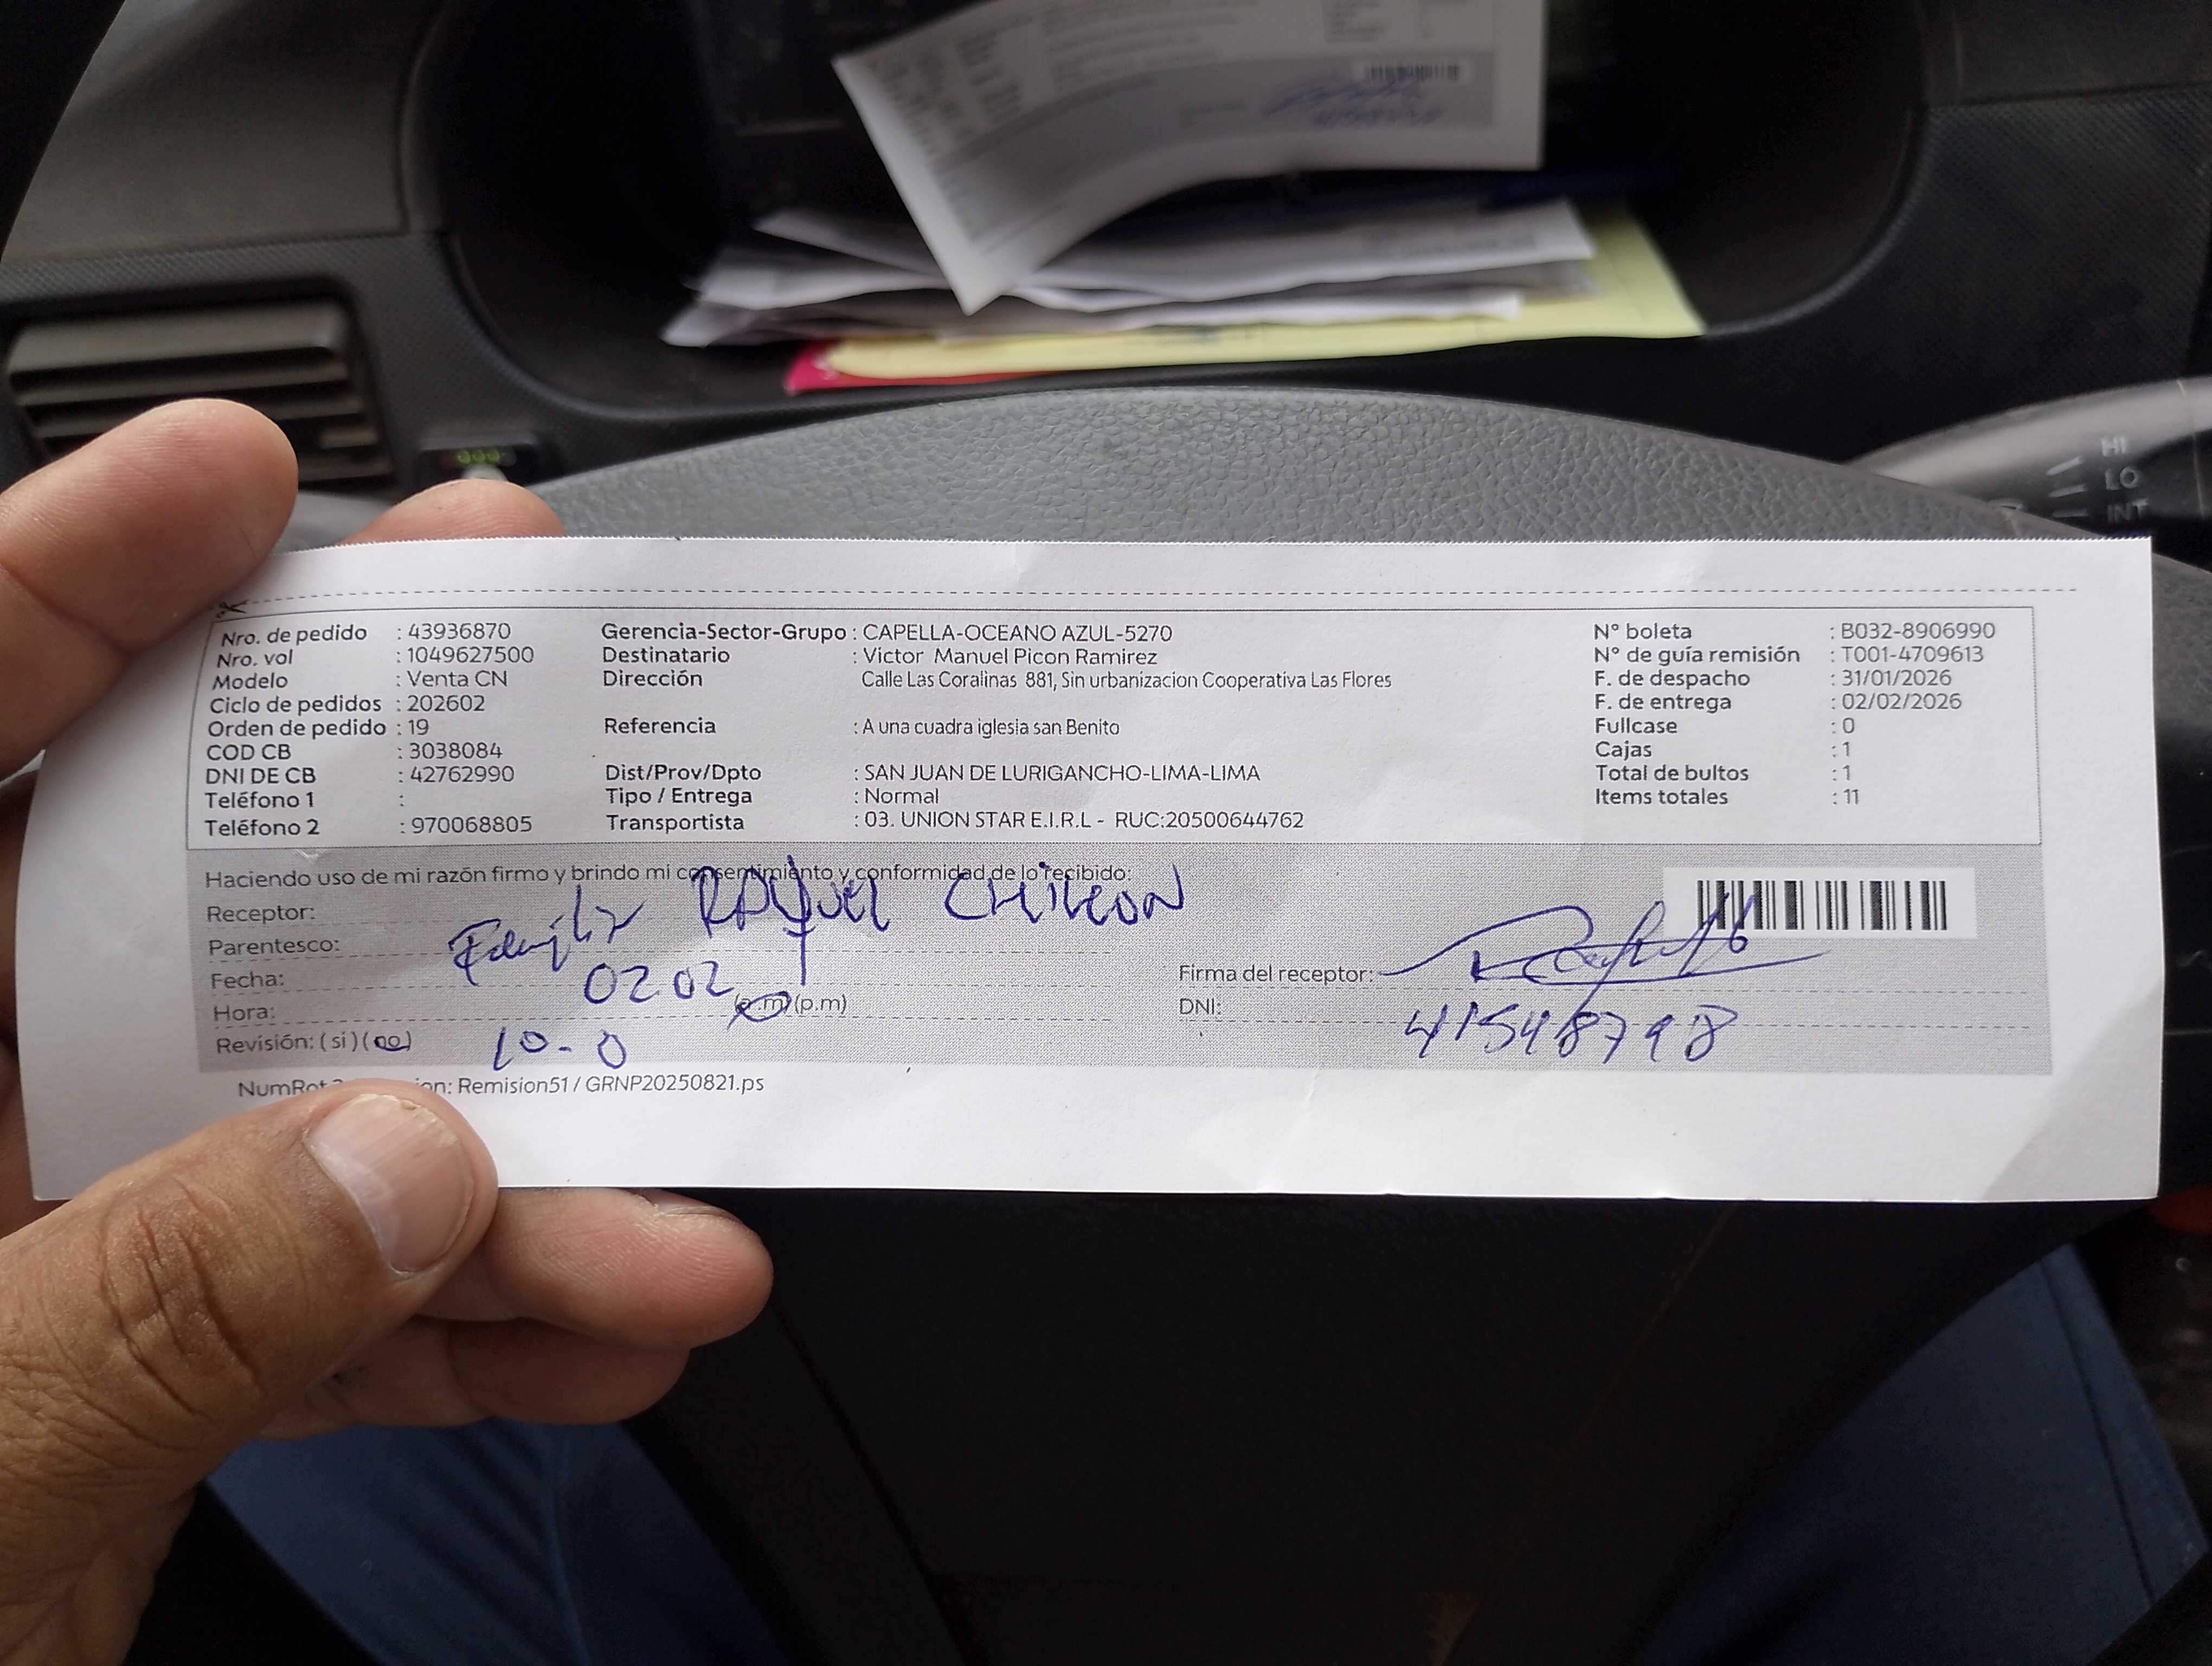 Nro. de pedido : 43936870 Gerencia-Sector-Grupo : CAPELLA-OCEANO AZUL-5270 N° boleta : B032-8906990
Nro. vol : 1049627500 Destinatario : Victor Manuel Picon Ramirez N° de guía remisión : T001-4709613
Modelo : Venta CN Dirección Calle Las Coralinas 881, Sin urbanizacion Cooperativa Las Flores F. de despacho : 31/01/2026
Ciclo de pedidos : 202602 F. de entrega : 02/02/2026
Orden de pedido : 19 Referencia : A una cuadra iglesia san Benito Fullcase : 0
COD CB : 3038084 Cajas : 1
DNI DE CB : 42762990 Dist/Prov/Dpto : SAN JUAN DE LURIGANCHO-LIMA-LIMA Total de bultos : 1
Teléfono 1 : Tipo / Entrega : Normal Items totales : 11
Teléfono 2 : 970068805 Transportista : 03. UNION STAR E.I.R.L - RUC:20500644762
Haciendo uso de mi razón firmo y brindo mi consentimiento y conformidad de lo recibido:
Receptor: RAQUEL
Parentesco:
Fecha: 02.02 Firma del receptor:
Hora: (a.m) (p.m) DNI: 41548798
Revisión: ( si ) ( no ) 10-0
Remision51 / GRNP20250821.ps
HI
LO
INT